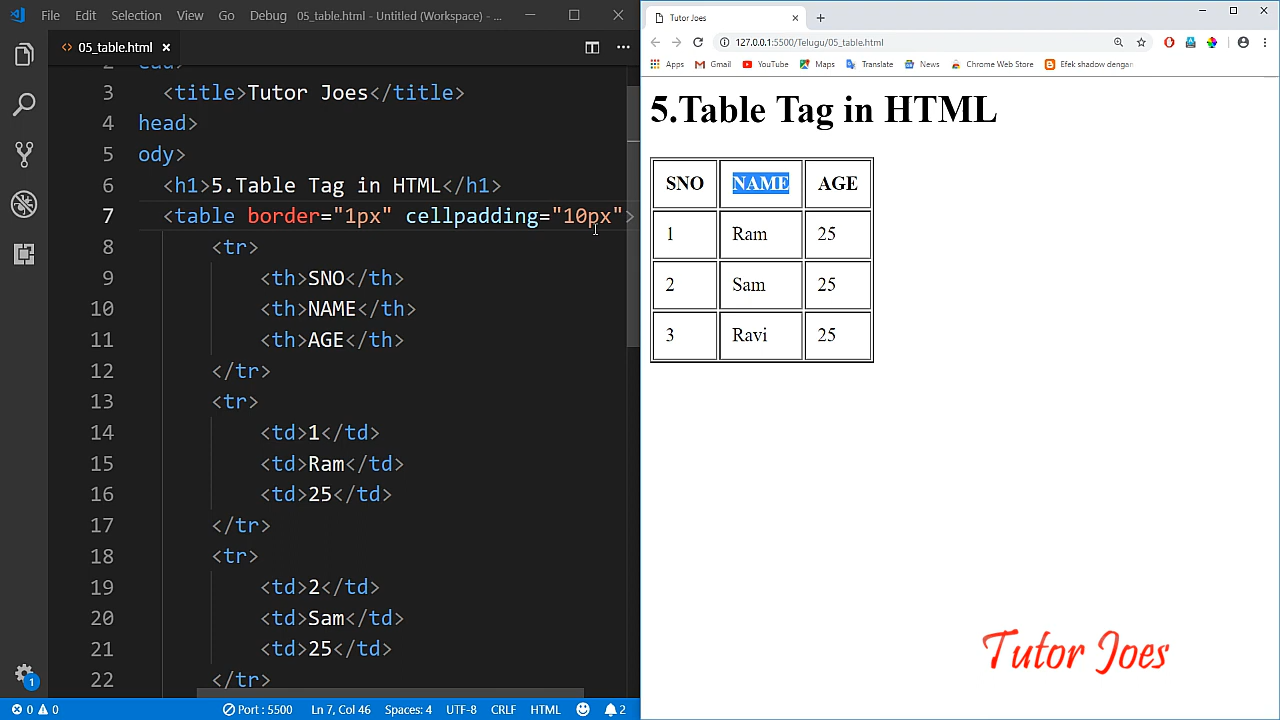 File Edit Selection View Go Debug 05_table.html - Untitled (Workspace) - ...
05_table.html
3 <title>Tutor Joes</title>
4 head>
5 ody>
6 <h1>5.Table Tag in HTML</h1>
7 <table border="1px" cellpadding="10px">
8 <tr>
9 <th>SNO</th>
10 <th>NAME</th>
11 <th>AGE</th>
12 </tr>
13 <tr>
14 <td>1</td>
15 <td>Ram</td>
16 <td>25</td>
17 </tr>
18 <tr>
19 <td>2</td>
20 <td>Sam</td>
21 <td>25</td>
22 </tr>
1
0 0 Port : 5500 Ln 7, Col 46 Spaces: 4 UTF-8 CRLF HTML 2
Tutor Joes
127.0.0.1:5500/Telugu/05_table.html
Apps Gmail YouTube Maps Translate News Chrome Web Store Efek shadow dengan
5.Table Tag in HTML
SNO NAME AGE
1 Ram 25
2 Sam 25
3 Ravi 25
Tutor Joes